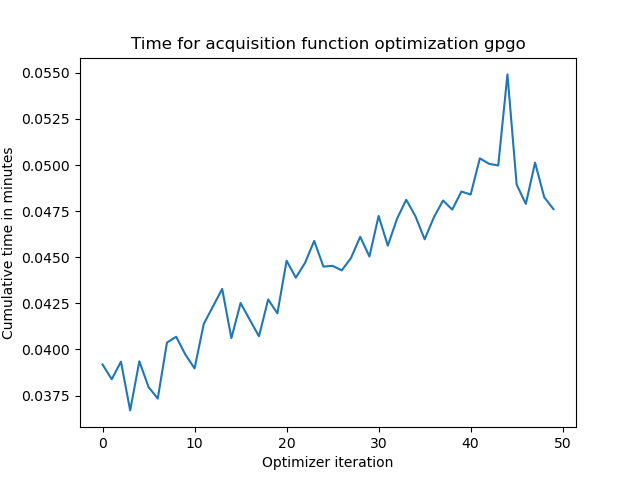 Time for acquisition function optimization gpgo
Cumulative time in minutes
0.0550
0.0525
0.0500
0.0475
0.0450
0.0425
0.0400
0.0375
0 10 20 30 40 50
Optimizer iteration